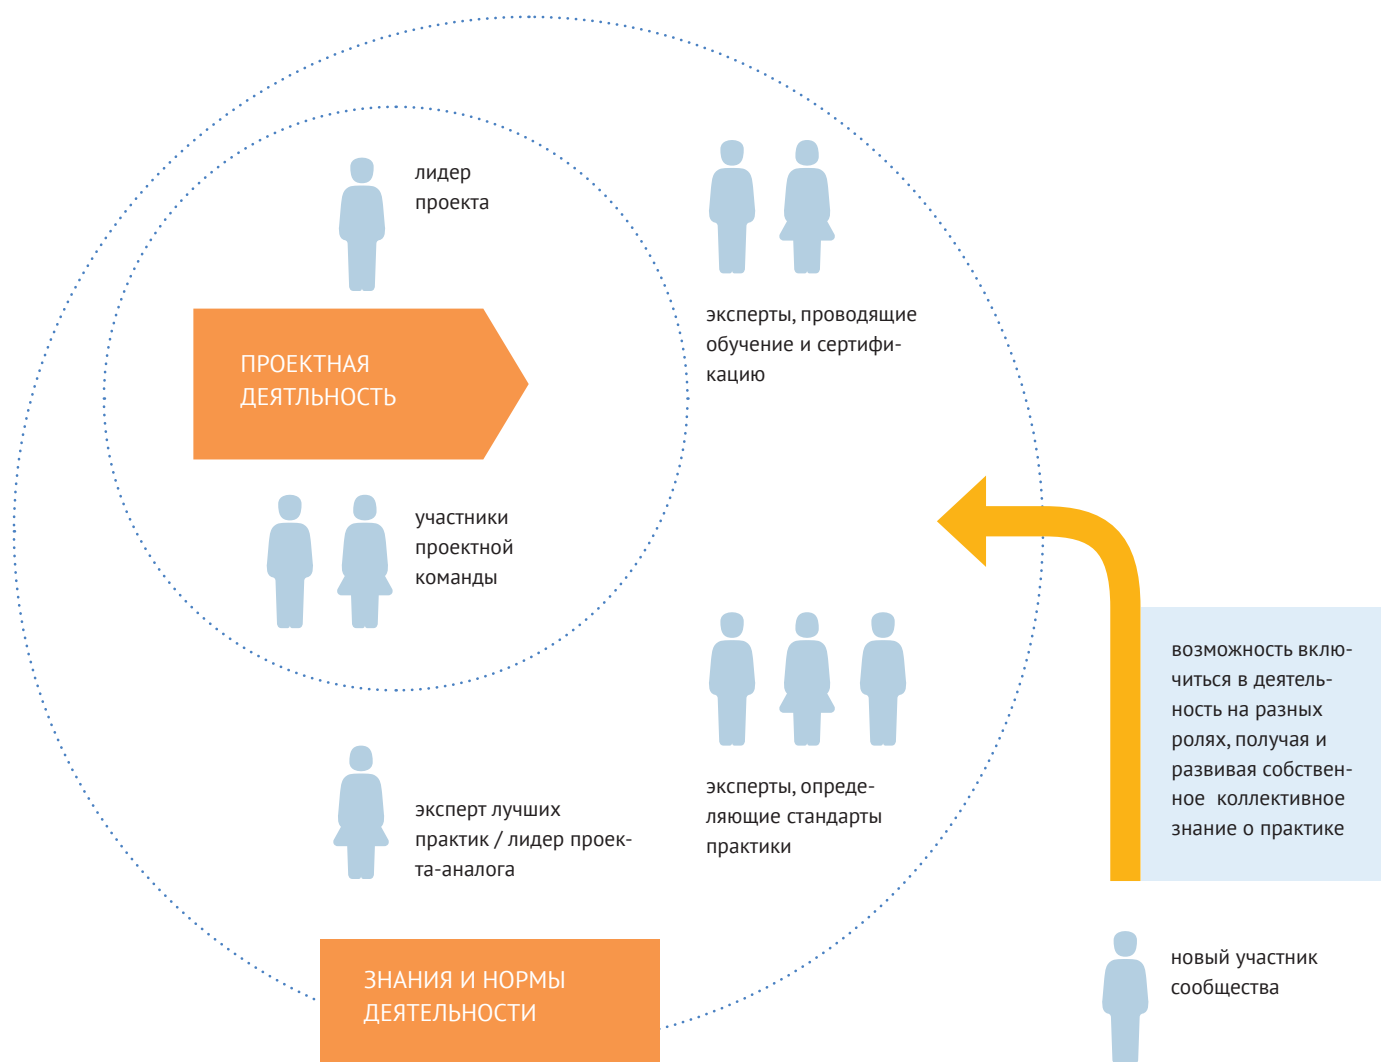 лидер
проекта
ПРОЕКТНАЯ
ДЕЯТЛЬНОСТЬ
участники
проектной
команды
эксперт лучших
практик / лидер проек-
та-аналога
ЗНАНИЯ И НОРМЫ
ДЕЯТЕЛЬНОСТИ
эксперты, проводящие
обучение и сертифи-
кацию
эксперты, опреде-
ляющие стандарты
практики
возможность вклю-
читься в деятель-
ность на разных
ролях, получая и
развивая собствен-
ное коллективное
знание о практике
новый участник
сообщества